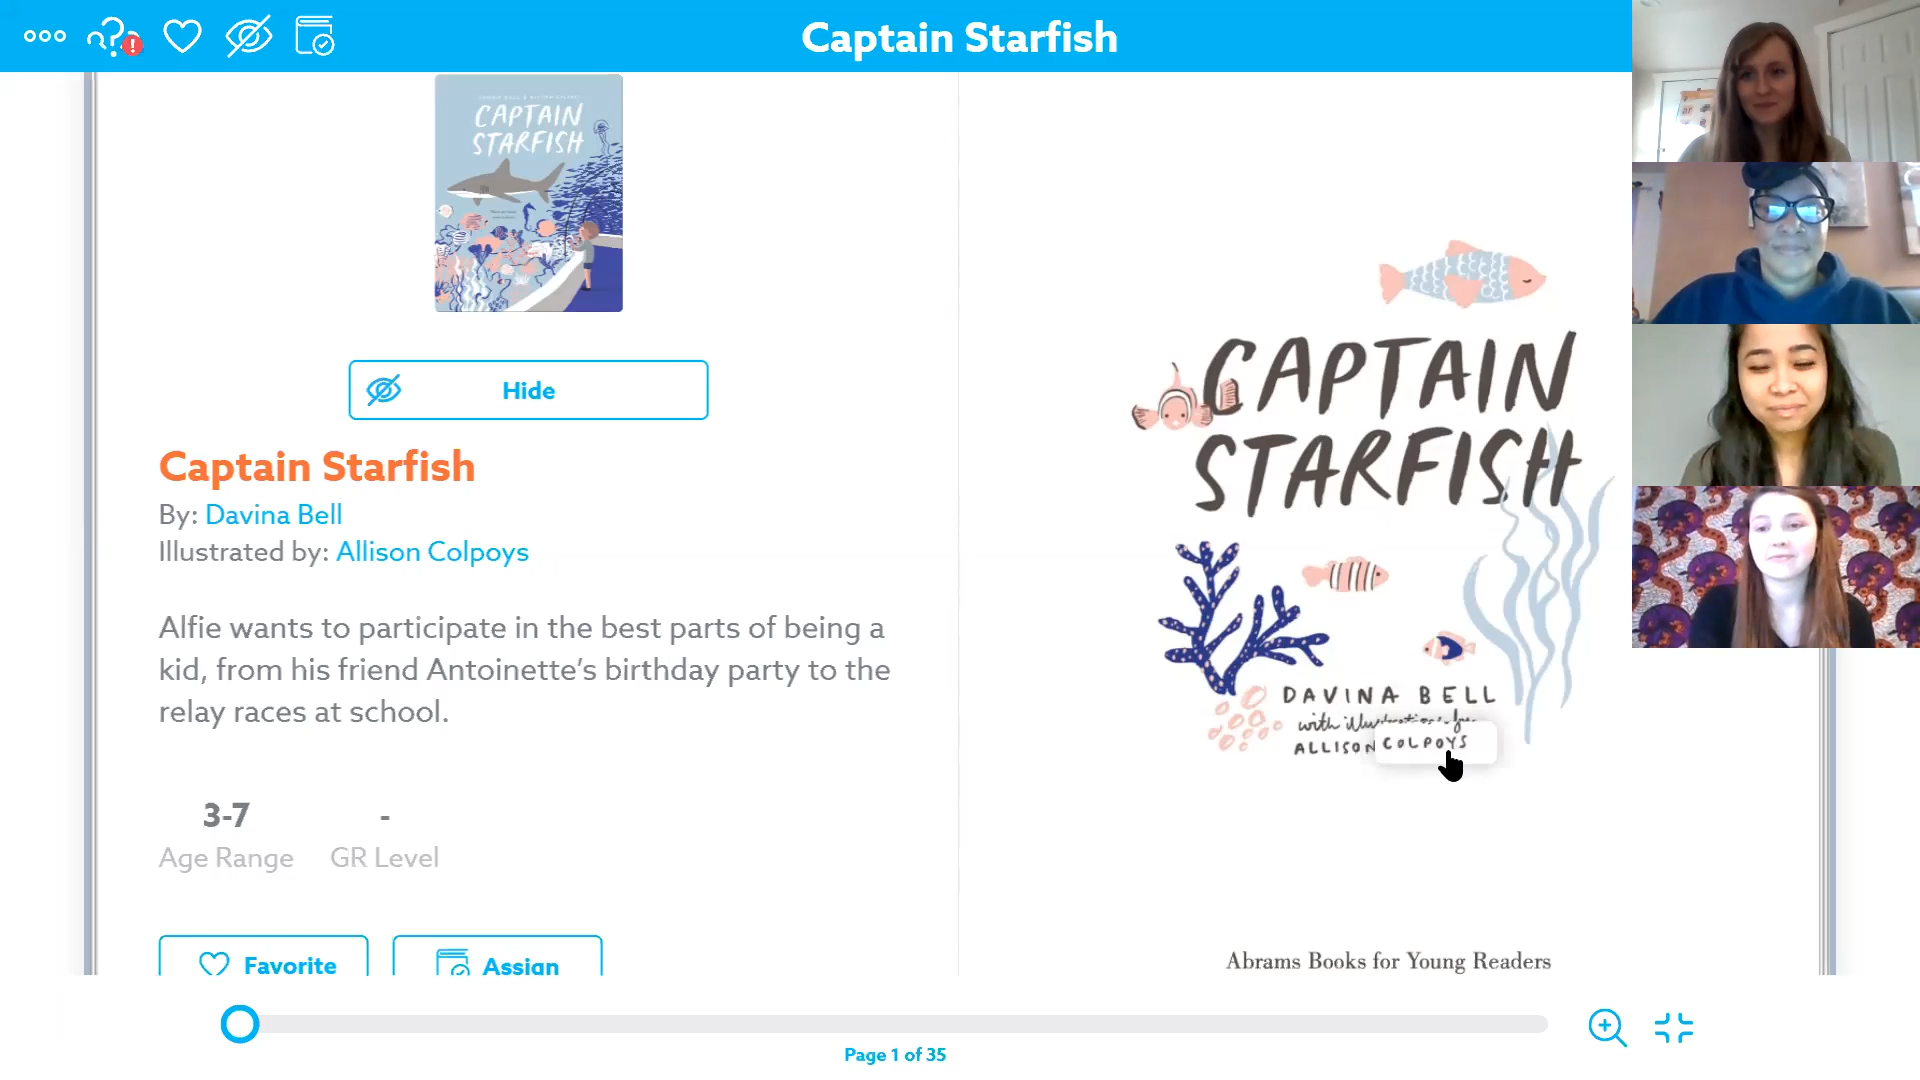 Captain Starfish
CAPTAIN
STARFISH
Hide
Captain Starfish
By: Davina Bell
Illustrated by: Allison Colpoys
Alfie wants to participate in the best parts of being a
kid, from his friend Antoinette's birthday party to the
relay races at school.
3-7 -
Age Range GR Level
Favorite Assign
CAPTAIN
STARFISH
DAVINA BELL
with illustrations by
ALLISON COLPOYS
Abrams Books for Young Readers
Page 1 of 35